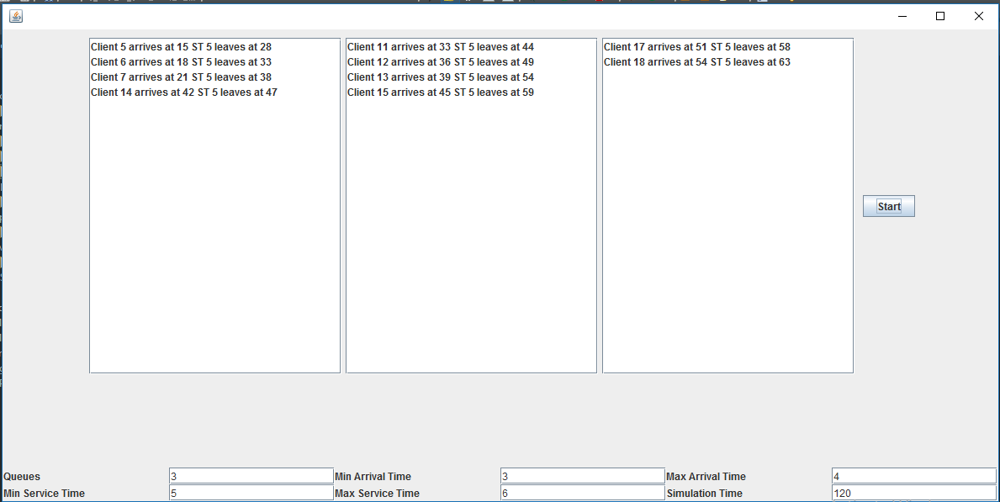 Client 5 arrives at 15 ST 5 leaves at 28
Client 6 arrives at 18 ST 5 leaves at 33
Client 7 arrives at 21 ST 5 leaves at 38
Client 14 arrives at 42 ST 5 leaves at 47
Client 11 arrives at 33 ST 5 leaves at 44
Client 12 arrives at 36 ST 5 leaves at 49
Client 13 arrives at 39 ST 5 leaves at 54
Client 15 arrives at 45 ST 5 leaves at 59
Client 17 arrives at 51 ST 5 leaves at 58
Client 18 arrives at 54 ST 5 leaves at 63
Start
Queues 3 Min Arrival Time 3 Max Arrival Time 4
Min Service Time 5 Max Service Time 6 Simulation Time 120